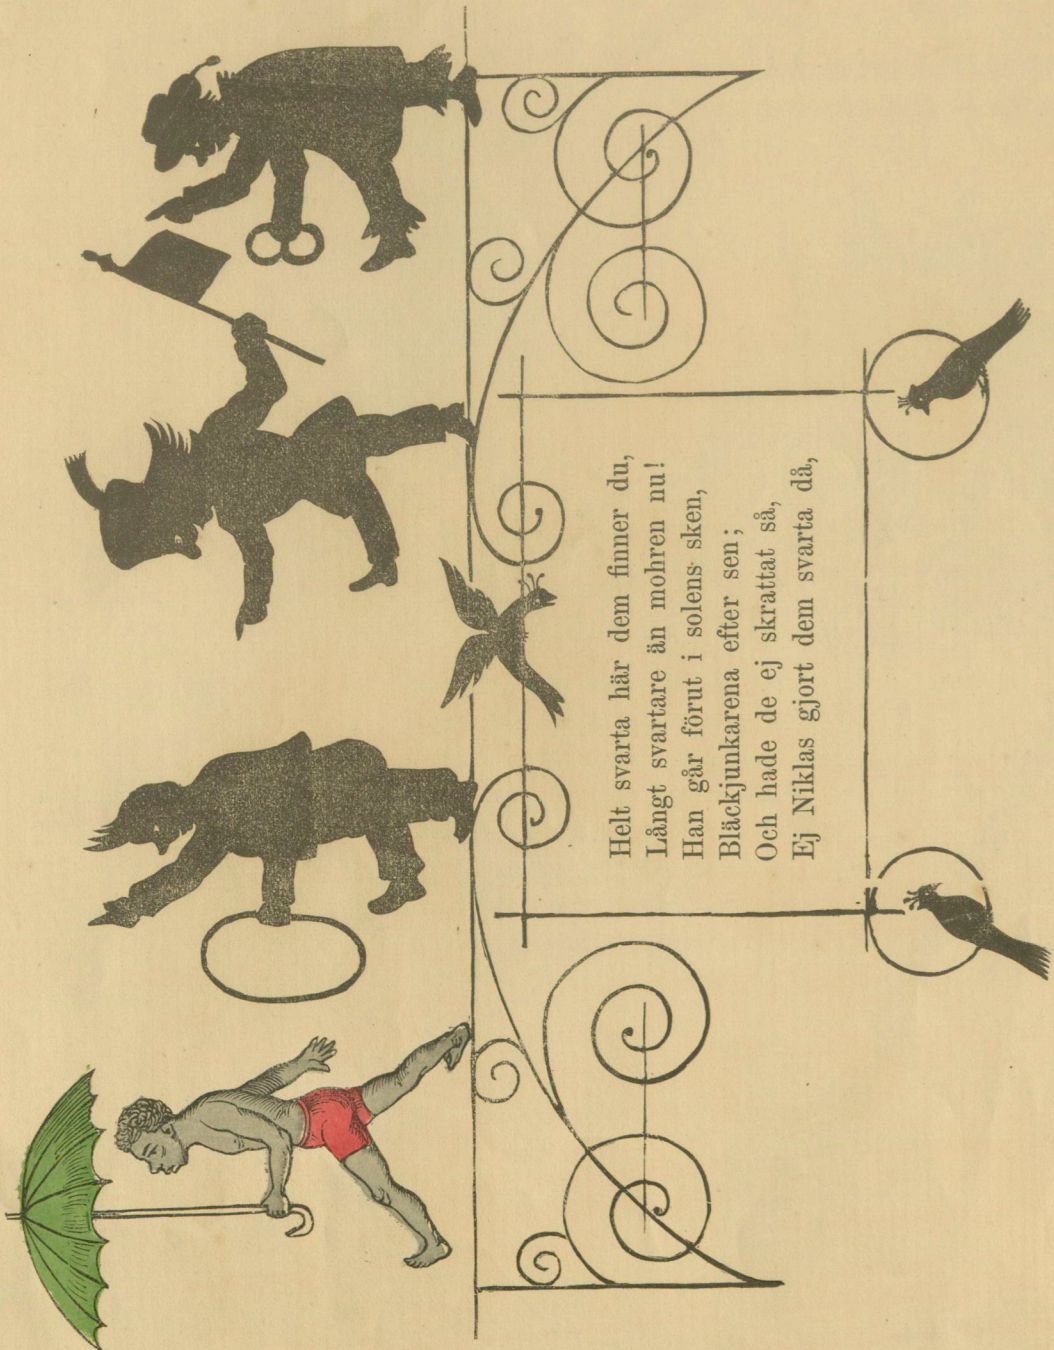 Helt svarta här dem finner du,
Långt svartare än mohren nu!
Han går förut i solens sken,
Bläckjunkarena efter sen;
Och hade de ej skrattat så,
Ej Niklas gjort dem svarta då,